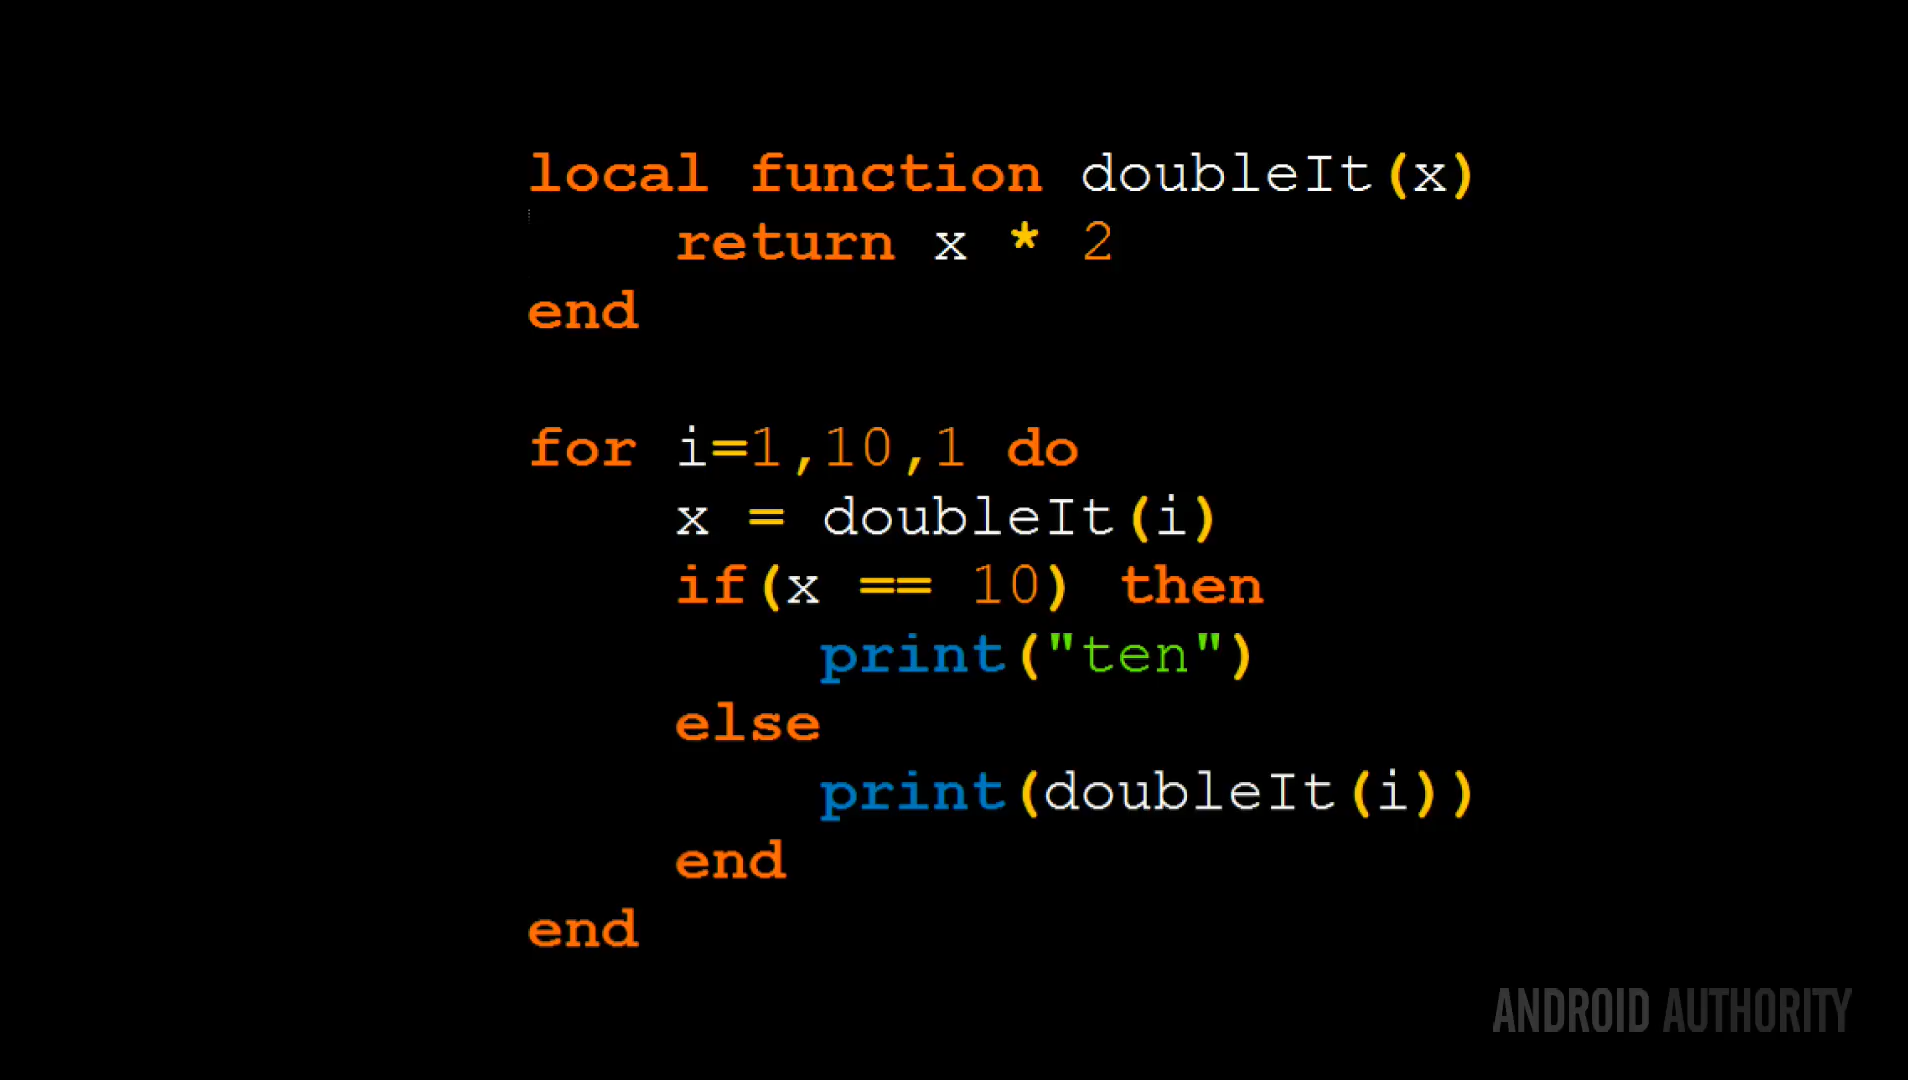 local function doubleIt(x)
    return x * 2
end

for i=1,10,1 do
    x = doubleIt(i)
    if(x == 10) then
        print("ten")
    else
        print(doubleIt(i))
    end
end
ANDROID AUTHORITY